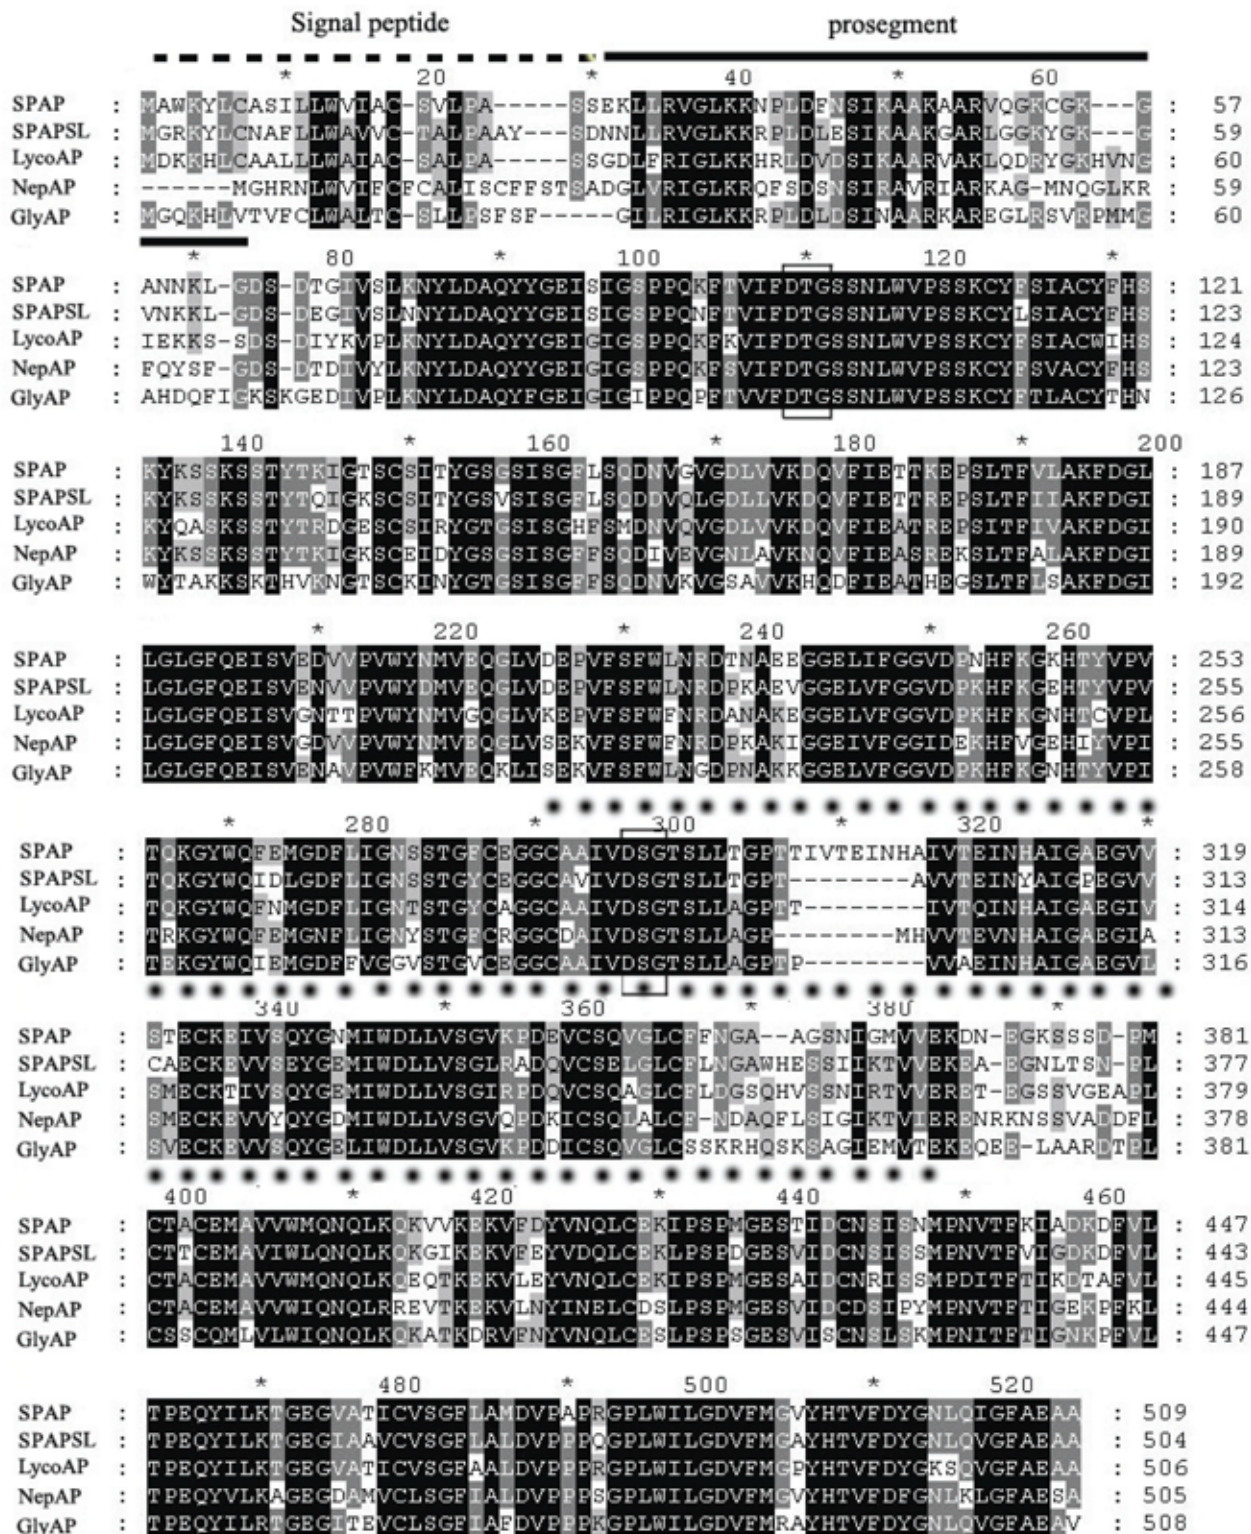 Signal peptide prosegment
* 20 * 40 * 60
SPAP : MAWKYLCASILLWVIAC-SVLPA-----SSEKLLRVGLKKNPLDFNSIKAAKAARVQGKCGK---G : 57
SPAPSL : MGRKYLCNAFLLWAVVC-TALPAAY---SDNNLLRVGLKKRPLDLESIKAAKGARLGGKYGK---G : 59
LycoAP : MDKKHLCAALLLWAIAC-SALPA-----SSGDLFRIGLKKHRLDVDSIKAARVAKLQDRYGKHVNG : 60
NepAP : ------MGHRNLWVIFCFCALISCFFSTSADGLVRIGLKRQFSDSNSIRAVRIARKAG-MNQGLKR : 59
GlyAP : MGQKHLVTVFCLWALTC-SLLPSFSF-----GILRIGLKKRPLDLDSINAARKAREGLRSVRPMMG : 60
* 80 * 100 * 120 *
SPAP : ANNKL-GDS-DTGIVSLKNYLDAQYYGEISIGSPPQKFTVIFDTGSSNLWVPSSKCYFSIACYFHS : 121
SPAPSL : VNKKL-GDS-DEGIVSLNNYLDAQYYGEISIGSPPQNFTVIFDTGSSNLWVPSSKCYLSIACYFHS : 123
LycoAP : IEKKS-SDS-DIYKVPLKNYLDAQYYGEIGIGSPPQKFKVIFDTGSSNLWVPSSKCYFSIACWIHS : 124
NepAP : FQYSF-GDS-DTDIVYLKNYLDAQYYGEIGIGSPPQKFSVIFDTGSSNLWVPSSKCYFSVACYFHS : 123
GlyAP : AHDQFIGKSKGEDIVPLKNYLDAQYFGEIGIGIPPQPFTVVFDTGSSNLWVPSSKCYFTLACYTHN : 126
140 * 160 * 180 * 200
SPAP : KYKSSKSSTYTKIGTSCSITYGSGSISGFLSQDNVGVGDLVVKDQVFIETTKEPSLTFVLAKFDGL : 187
SPAPSL : KYKSSKSSTYTQIGKSCSITYGSVSISGFLSQDDVQLGDLLVKDQVFIETTREPSLTFIIAKFDGI : 189
LycoAP : KYQASKSSTYTRDGESCSIRYGTGSISGHFSMDNVQVGDLVVKDQVFIEATREPSITFIVAKFDGI : 190
NepAP : KYKSSKSSTYTKIGKSCEIDYGSGSISGFFSQDIVEVGNLAVKNQVFIEASREKSLTFALAKFDGI : 189
GlyAP : WYTAKKSKTHVKNGTSCKINYGTGSISGFFSQDNVKVGSAVVKHQDFIEATHEGSLTFLSAKFDGI : 192
* 220 * 240 * 260
SPAP : LGLGFQEISVEDVVPVWYNMVEQGLVDEPVFSFWLNRDTNAEEGGELIFGGVDPNHFKGKHTYVPV : 253
SPAPSL : LGLGFQEISVENVVPVWYDMVEQGLVDEPVFSFWLNRDPKAEVGGELVFGGVDPKHFKGEHTYVPV : 255
LycoAP : LGLGFQEISVGNTTPVWYNMVGQGLVKEPVFSFWFNRDANAKEGGELVFGGVDPKHFKGNHTCVPL : 256
NepAP : LGLGFQEISVGDVVPVWYNMVEQGLVSEKVFSFWFNRDPKAKIGGEIVFGGIDEKHFVGEHIYVPI : 255
GlyAP : LGLGFQEISVENAVPVWFKMVEQKLISEKVFSFWLNGDPNAKKGGELVFGGVDPKHFKGNHTYVPI : 258
* 280 * 300 * 320 *
SPAP : TQKGYWQFEMGDFLIGNSSTGFCEGGCAAIVDSGTSLLTGPTTIVTEINHAIVTEINHAIGAEGVV : 319
SPAPSL : TQKGYWQIDLGDFLIGNSSTGYCEGGCAVIVDSGTSLLTGPT--------AVVTEINYAIGPEGVV : 313
LycoAP : TQKGYWQFNMGDFLIGNTSTGYCAGGCAAIVDSGTSLLAGPTT--------IVTQINHAIGAEGIV : 314
NepAP : TRKGYWQFEMGNFLIGNYSTGFCRGGCDAIVDSGTSLLAGP--------MHVVTEVNHAIGAEGIA : 313
GlyAP : TEKGYWQIEMGDFFVGGVSTGVCEGGCAAIVDSGTSLLAGPTP--------VVAEINHAIGAEGVL : 316
340 * 360 * 380 *
SPAP : STECKEIVSQYGNMIWDLLVSGVKPDEVCSQVGLCFFNGA--AGSNIGMVVEKDN-EGKSSSD-PM : 381
SPAPSL : CAECKEVVSEYGEMIWDLLVSGLRADQVCSELGLCFLNGAWHESSIIKTVVEKEA-EGNLTSN-PL : 377
LycoAP : SMECKTIVSQYGEMIWDLLVSGIRPDQVCSQAGLCFLDGSQHVSSNIRTVVERET-EGSSVGEAPL : 379
NepAP : SMECKEVVYQYGDMIWDLLVSGVQPDKICSQLALCF-NDAQFLSIGIKTVIERENRKNSSVADDFL : 378
GlyAP : SVECKEVVSQYGELIWDLLVSGVKPDDICSQVGLCSSKRHQSKSAGIEMVTEKEQEE-LAARDTPL : 381
400 * 420 * 440 * 460
SPAP : CTACEMAVVWMQNQLKQKVVKEKVFDYVNQLCEKIPSPMGESTIDCNSISNMPNVTFKIADKDFVL : 447
SPAPSL : CTTCEMAVIWLQNQLKQKGIKEKVFEYVDQLCEKLPSPDGESVIDCNSISSMPNVTFVIGDKDFVL : 443
LycoAP : CTACEMAVVWMQNQLKQEQTKEKVLEYVNQLCEKIPSPMGESAIDCNRISSMPDITFTIKDTAFVL : 445
NepAP : CTACEMAVVWIQNQLRREVTKEKVLNYINELCDSLPSPMGESVIDCDSIPYMPNVTFTIGEKPFKL : 444
GlyAP : CSSCQMLVLWIQNQLKQKATKDRVFNYVNQLCESLPSPSGESVISCNSLSKMPNITFTIGNKPFVL : 447
* 480 * 500 * 520
SPAP : TPEQYILKTGEGVATICVSGFLAMDVPAPRGPLWILGDVFMGVYHTVFDYGNLQIGFAEAA : 509
SPAPSL : TPEQYILKTGEGIAAVCVSGFLALDVPPPQGPLWILGDVFMGAYHTVFDYGNLQVGFAEAA : 504
LycoAP : TPEQYILKTGEGVATICVSGFAALDVPPPRGPLWILGDVFMGPYHTVFDYGKSQVGFAEAA : 506
NepAP : TPEQYVLKAGEGDAMVCLSGFIALDVPPPSGPLWILGDVFMGVYHTVFDFGNLKLGFAESA : 505
GlyAP : TPEQYILRTGEGITEVCLSGFIAFDVPPPKGPLWILGDVFMRAYHTVFDYGNLQVGFAEAV : 508